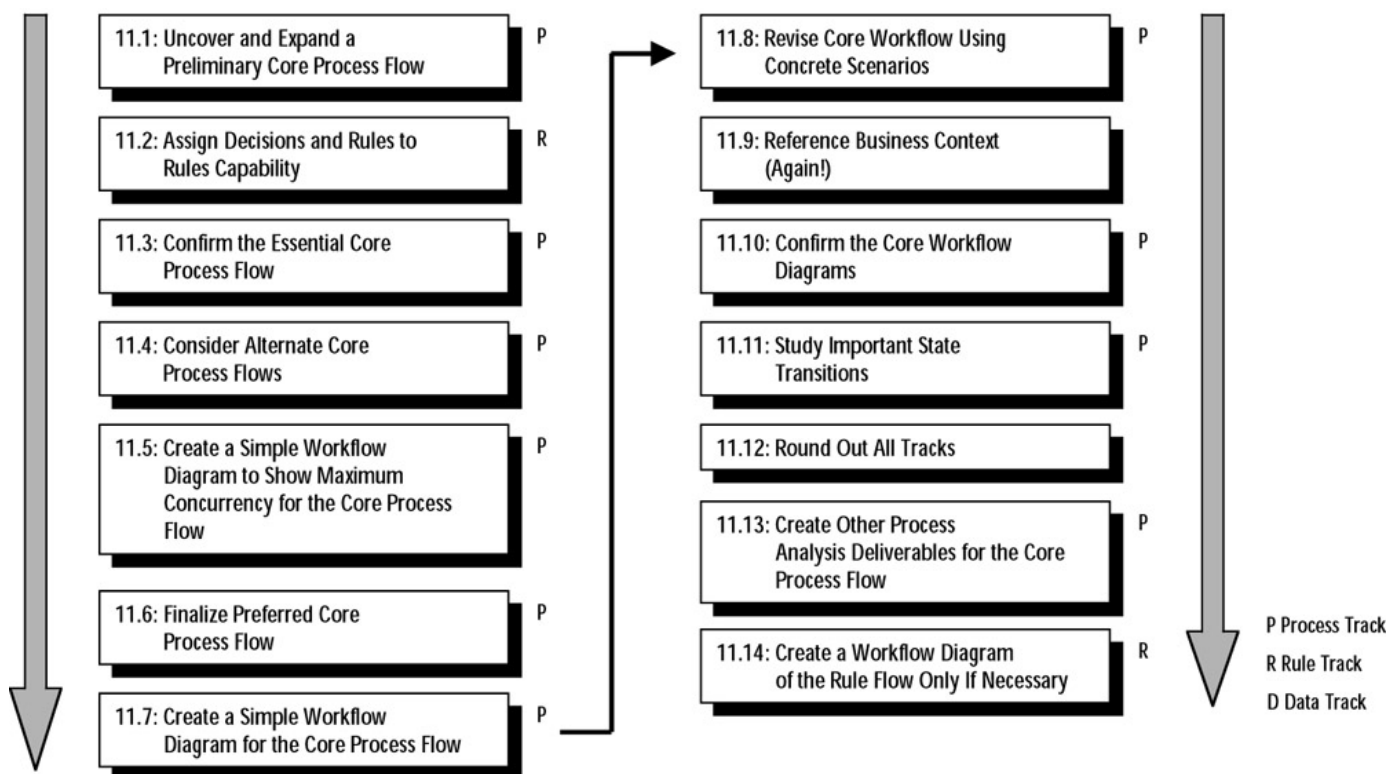 11.1: Uncover and Expand a
Preliminary Core Process Flow
P
11.2: Assign Decisions and Rules to
Rules Capability
R
11.3: Confirm the Essential Core
Process Flow
P
11.4: Consider Alternate Core
Process Flows
P
11.5: Create a Simple Workflow
Diagram to Show Maximum
Concurrency for the Core Process
Flow
P
11.6: Finalize Preferred Core
Process Flow
P
11.7: Create a Simple Workflow
Diagram for the Core Process Flow
P
11.8: Revise Core Workflow Using
Concrete Scenarios
P
11.9: Reference Business Context
(Again!)
11.10: Confirm the Core Workflow
Diagrams
P
11.11: Study Important State
Transitions
P
11.12: Round Out All Tracks
11.13: Create Other Process
Analysis Deliverables for the Core
Process Flow
P
11.14: Create a Workflow Diagram
of the Rule Flow Only If Necessary
R
P Process Track
R Rule Track
D Data Track